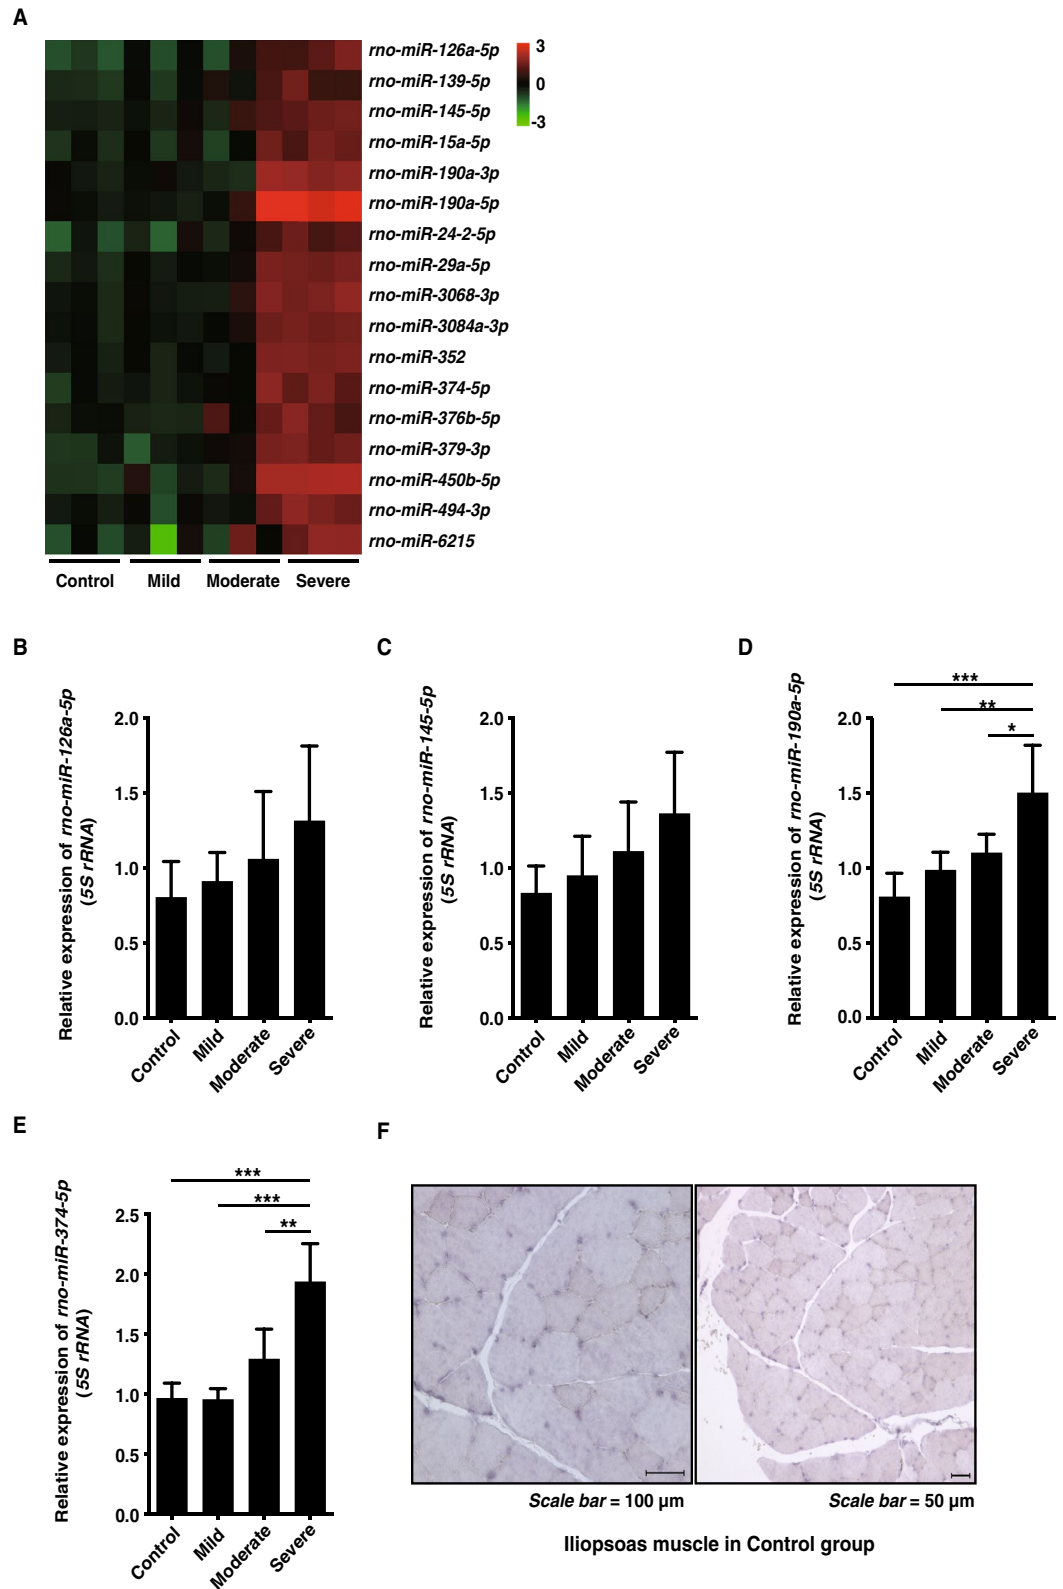 A
rno-miR-126a-5p
rno-miR-139-5p
rno-miR-145-5p
rno-miR-15a-5p
rno-miR-190a-3p
rno-miR-190a-5p
rno-miR-24-2-5p
rno-miR-29a-5p
rno-miR-3068-3p
rno-miR-3084a-3p
rno-miR-352
rno-miR-374-5p
rno-miR-376b-5p
rno-miR-379-3p
rno-miR-450b-5p
rno-miR-494-3p
rno-miR-6215
3
0
-3
Control Mild Moderate Severe
B
Relative expression of rno-miR-126a-5p
(5S rRNA)
2.0
1.5
1.0
0.5
0.0
Control Mild Moderate Severe
C
Relative expression of rno-miR-145-5p
(5S rRNA)
2.0
1.5
1.0
0.5
0.0
Control Mild Moderate Severe
D
Relative expression of rno-miR-190a-5p
(5S rRNA)
***
**
*
2.0
1.5
1.0
0.5
0.0
Control Mild Moderate Severe
E
Relative expression of rno-miR-374-5p
(5S rRNA)
***
***
**
2.5
2.0
1.5
1.0
0.5
0.0
Control Mild Moderate Severe
F
Scale bar = 100 µm
Scale bar = 50 µm
Iliopsoas muscle in Control group